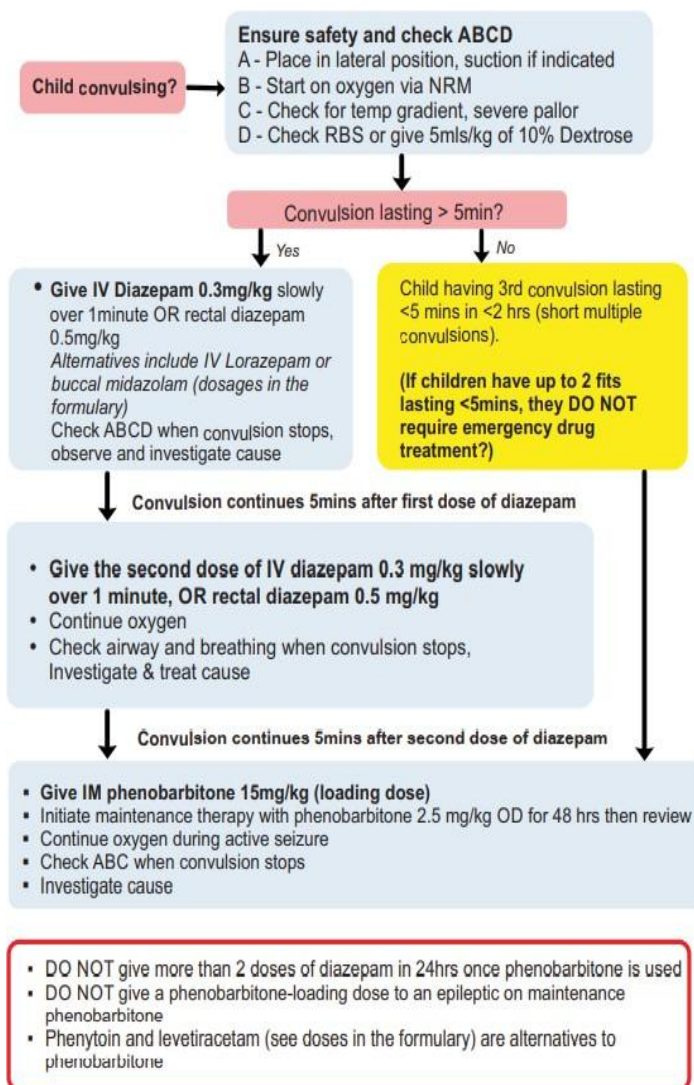 Ensure safety and check ABCD
A - Place in lateral position, suction if indicated
B - Start on oxygen via NRM
C - Check for temp gradient, severe pallor
D - Check RBS or give 5mls/kg of 10% Dextrose
Child convulsing?
Convulsion lasting > 5min?
Yes
No
• Give IV Diazepam 0.3mg/kg slowly
over 1minute OR rectal diazepam
0.5mg/kg
Alternatives include IV Lorazepam or
buccal midazolam (dosages in the
formulary)
Check ABCD when convulsion stops,
observe and investigate cause
Child having 3rd convulsion lasting
<5 mins in <2 hrs (short multiple
convulsions).
(If children have up to 2 fits
lasting <5mins, they DO NOT
require emergency drug
treatment?)
Convulsion continues 5mins after first dose of diazepam
• Give the second dose of IV diazepam 0.3 mg/kg slowly
over 1 minute, OR rectal diazepam 0.5 mg/kg
• Continue oxygen
• Check airway and breathing when convulsion stops,
Investigate & treat cause
Convulsion continues 5mins after second dose of diazepam
▪ Give IM phenobarbitone 15mg/kg (loading dose)
▪ Initiate maintenance therapy with phenobarbitone 2.5 mg/kg OD for 48 hrs then review
▪ Continue oxygen during active seizure
▪ Check ABC when convulsion stops
▪ Investigate cause
▪ DO NOT give more than 2 doses of diazepam in 24hrs once phenobarbitone is used
▪ DO NOT give a phenobarbitone-loading dose to an epileptic on maintenance
phenobarbitone
▪ Phenytoin and levetiracetam (see doses in the formulary) are alternatives to
phenobarbitone